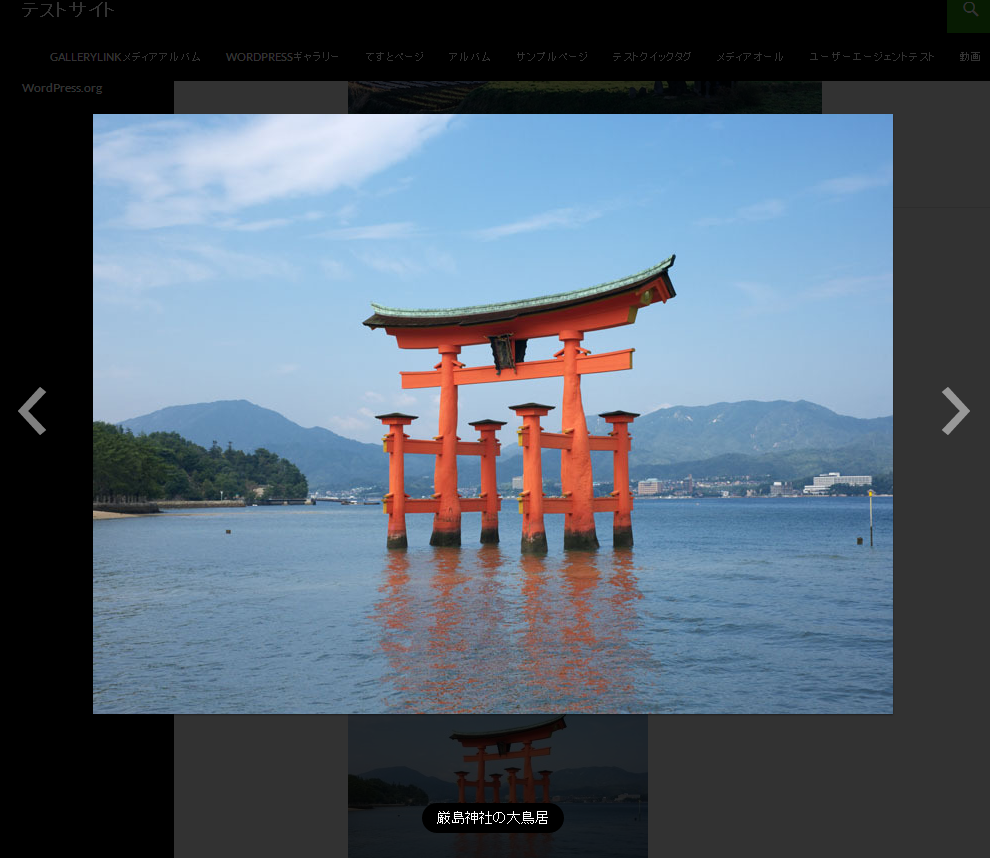 テストサイト
GALLERYLINKメディアアルバム WORDPRESSギャラリー てすとページ アルバム サンプルページ テストクイックタグ メディアオール ユーザーエージェントテスト 動画
WordPress.org
厳島神社の大鳥居